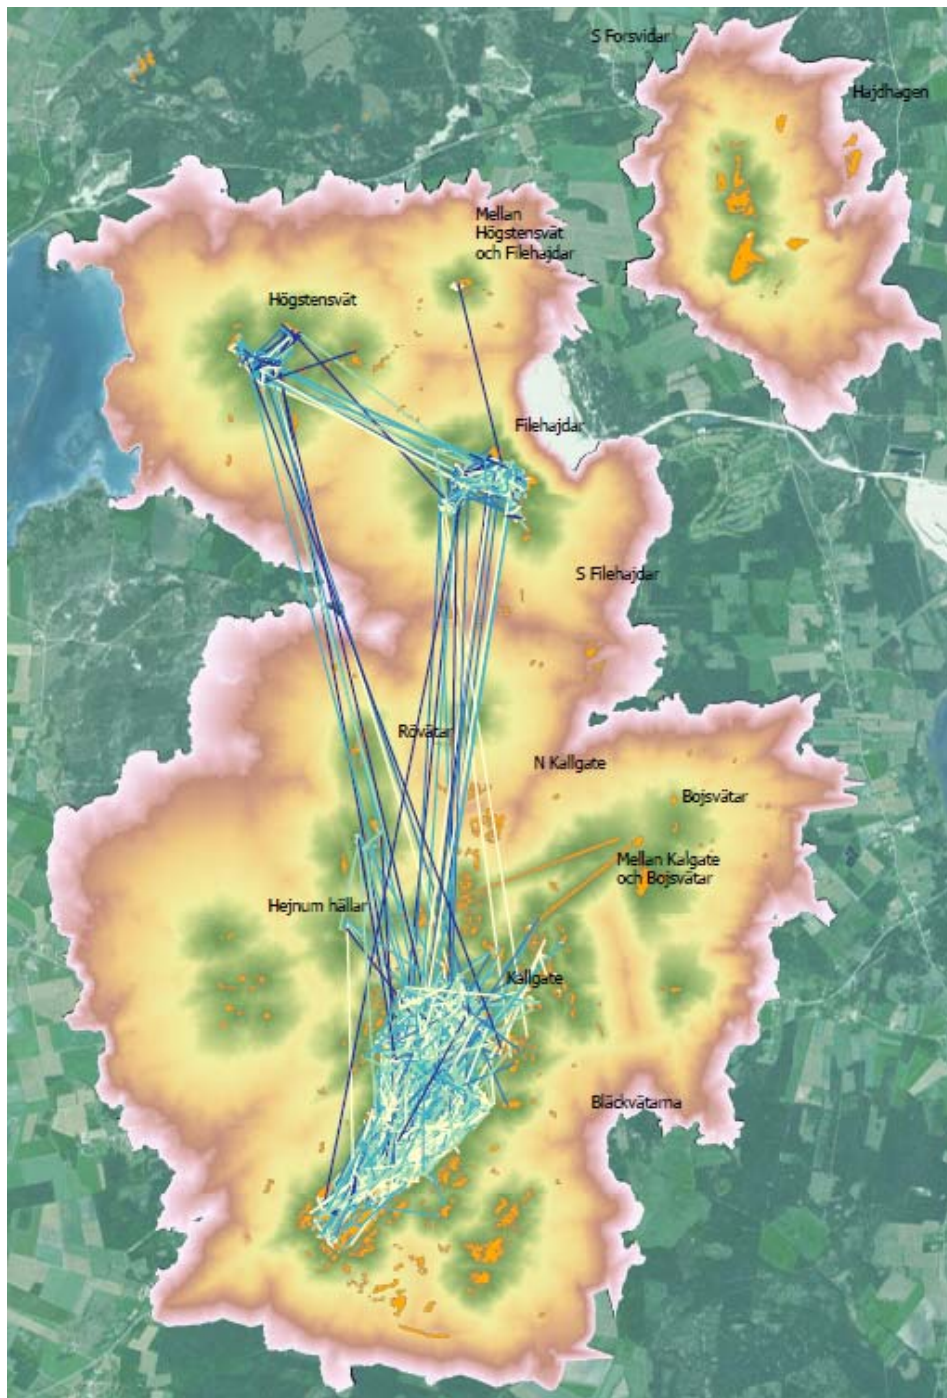 S Forsvidar
Hajdhagen
Mellan
Högstensvät
och Filehajdar
Högstensvät
Filehajdar
S Filehajdar
Rövätar
N Kallgate
Bojsvätar
Mellan Kalgate
och Bojsvätar
Hejnum hällar
Kallgate
Bläckvätarna